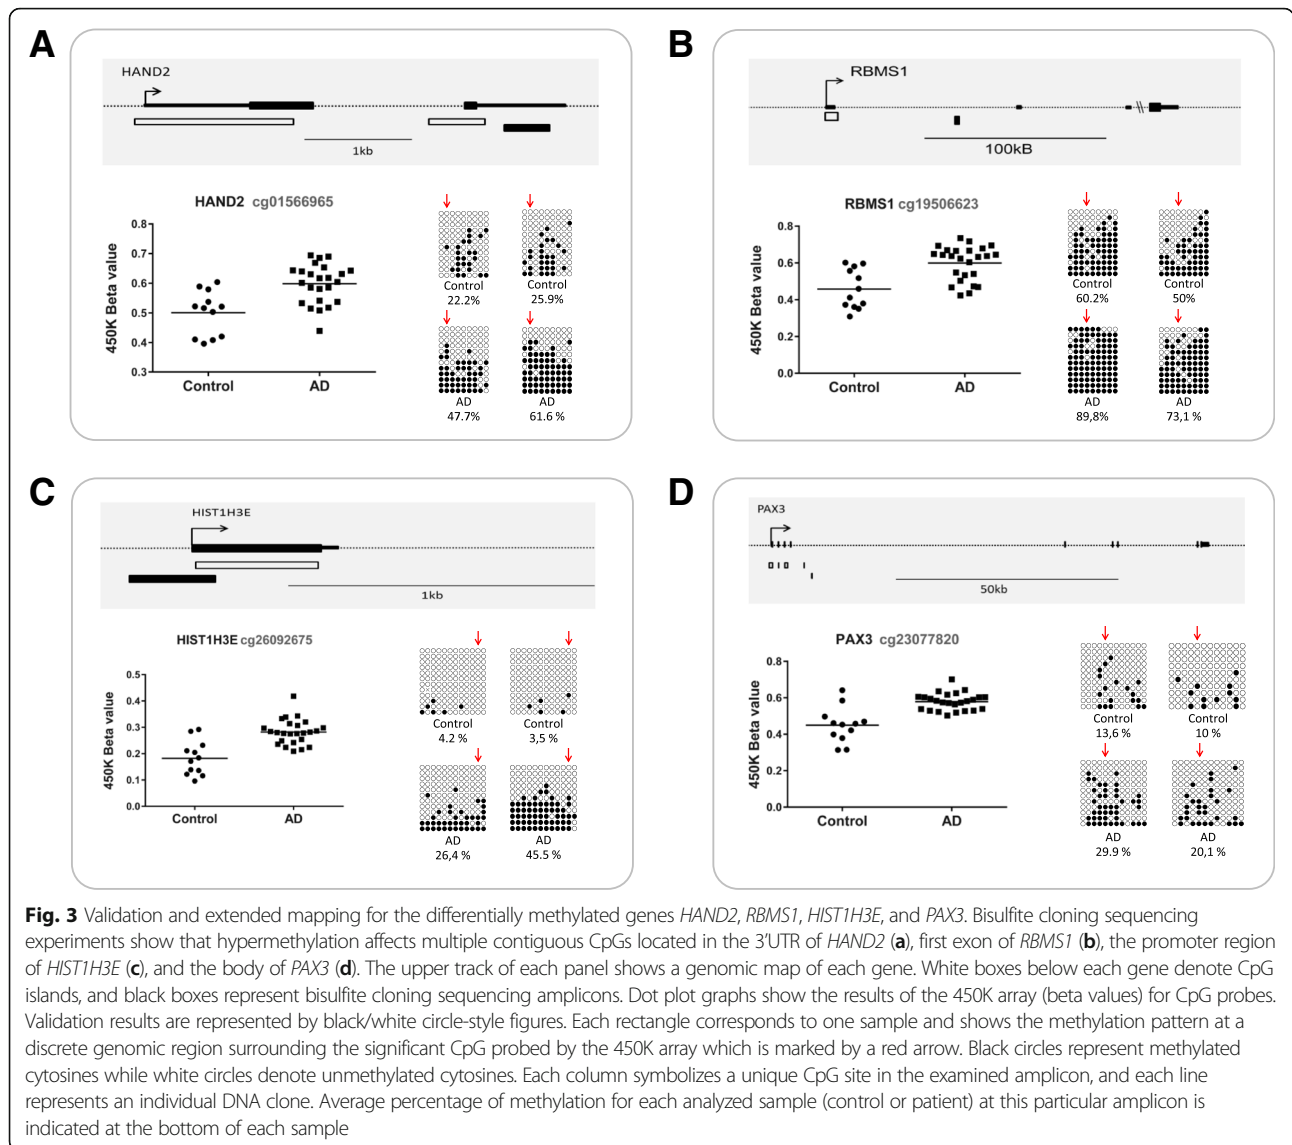 A
HAND2
1kb
HAND2 cg01566965
450K Beta value
0.8
0.7
0.6
0.5
0.4
0.3
Control
AD
Control
22.2%
Control
25.9%
AD
47.7%
AD
61.6 %
B
RBMS1
100kB
RBMS1 cg19506623
450K Beta value
0.8
0.6
0.4
0.2
0.0
Control
AD
Control
60.2%
Control
50%
AD
89,8%
AD
73,1 %
C
HIST1H3E
1kb
HIST1H3E cg26092675
450K Beta value
0.5
0.4
0.3
0.2
0.1
0.0
Control
AD
Control
4.2 %
Control
3,5 %
AD
26,4 %
AD
45.5 %
D
PAX3
50kb
PAX3 cg23077820
450K Beta value
0.8
0.6
0.4
0.2
0.0
Control
AD
Control
13,6 %
Control
10 %
AD
29.9 %
AD
20,1 %
Fig. 3 Validation and extended mapping for the differentially methylated genes HAND2, RBMS1, HIST1H3E, and PAX3. Bisulfite cloning sequencing
experiments show that hypermethylation affects multiple contiguous CpGs located in the 3′UTR of HAND2 (a), first exon of RBMS1 (b), the promoter region
of HIST1H3E (c), and the body of PAX3 (d). The upper track of each panel shows a genomic map of each gene. White boxes below each gene denote CpG
islands, and black boxes represent bisulfite cloning sequencing amplicons. Dot plot graphs show the results of the 450K array (beta values) for CpG probes.
Validation results are represented by black/white circle-style figures. Each rectangle corresponds to one sample and shows the methylation pattern at a
discrete genomic region surrounding the significant CpG probed by the 450K array which is marked by a red arrow. Black circles represent methylated
cytosines while white circles denote unmethylated cytosines. Each column symbolizes a unique CpG site in the examined amplicon, and each line
represents an individual DNA clone. Average percentage of methylation for each analyzed sample (control or patient) at this particular amplicon is
indicated at the bottom of each sample